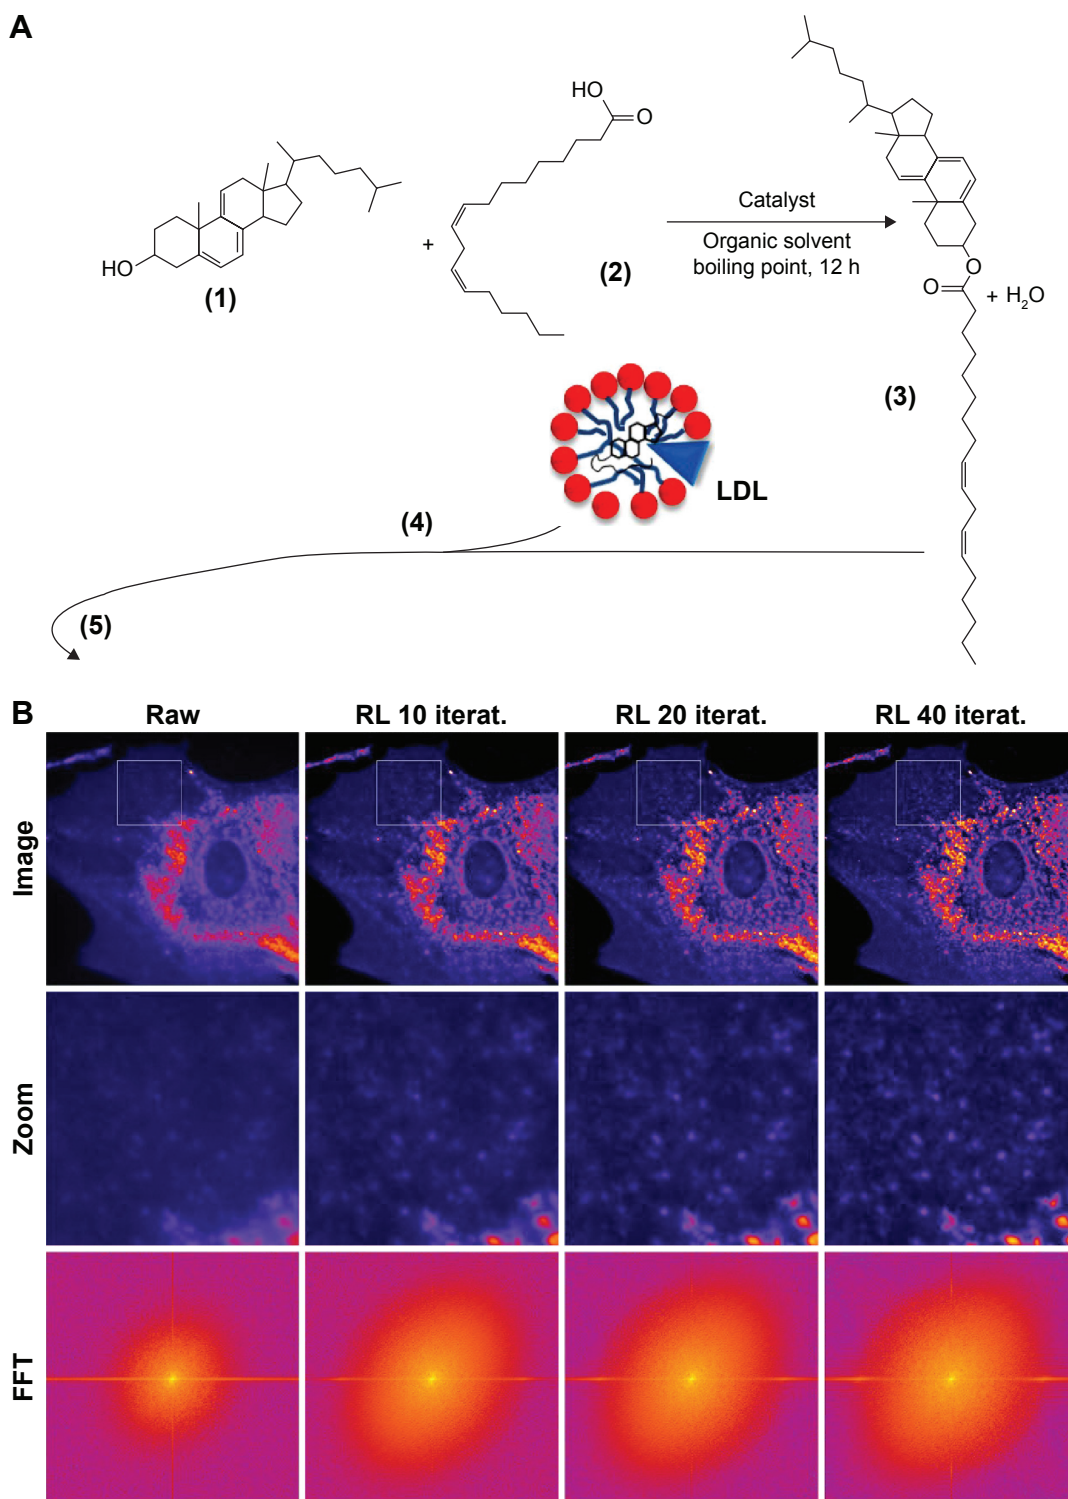 A
HO
O
HO
(1)
+
(2)
Catalyst
Organic solvent
boiling point, 12 h
O
O
+ H2O
(3)
LDL
(4)
(5)
B
Raw
RL 10 iterat.
RL 20 iterat.
RL 40 iterat.
Image
Zoom
FFT